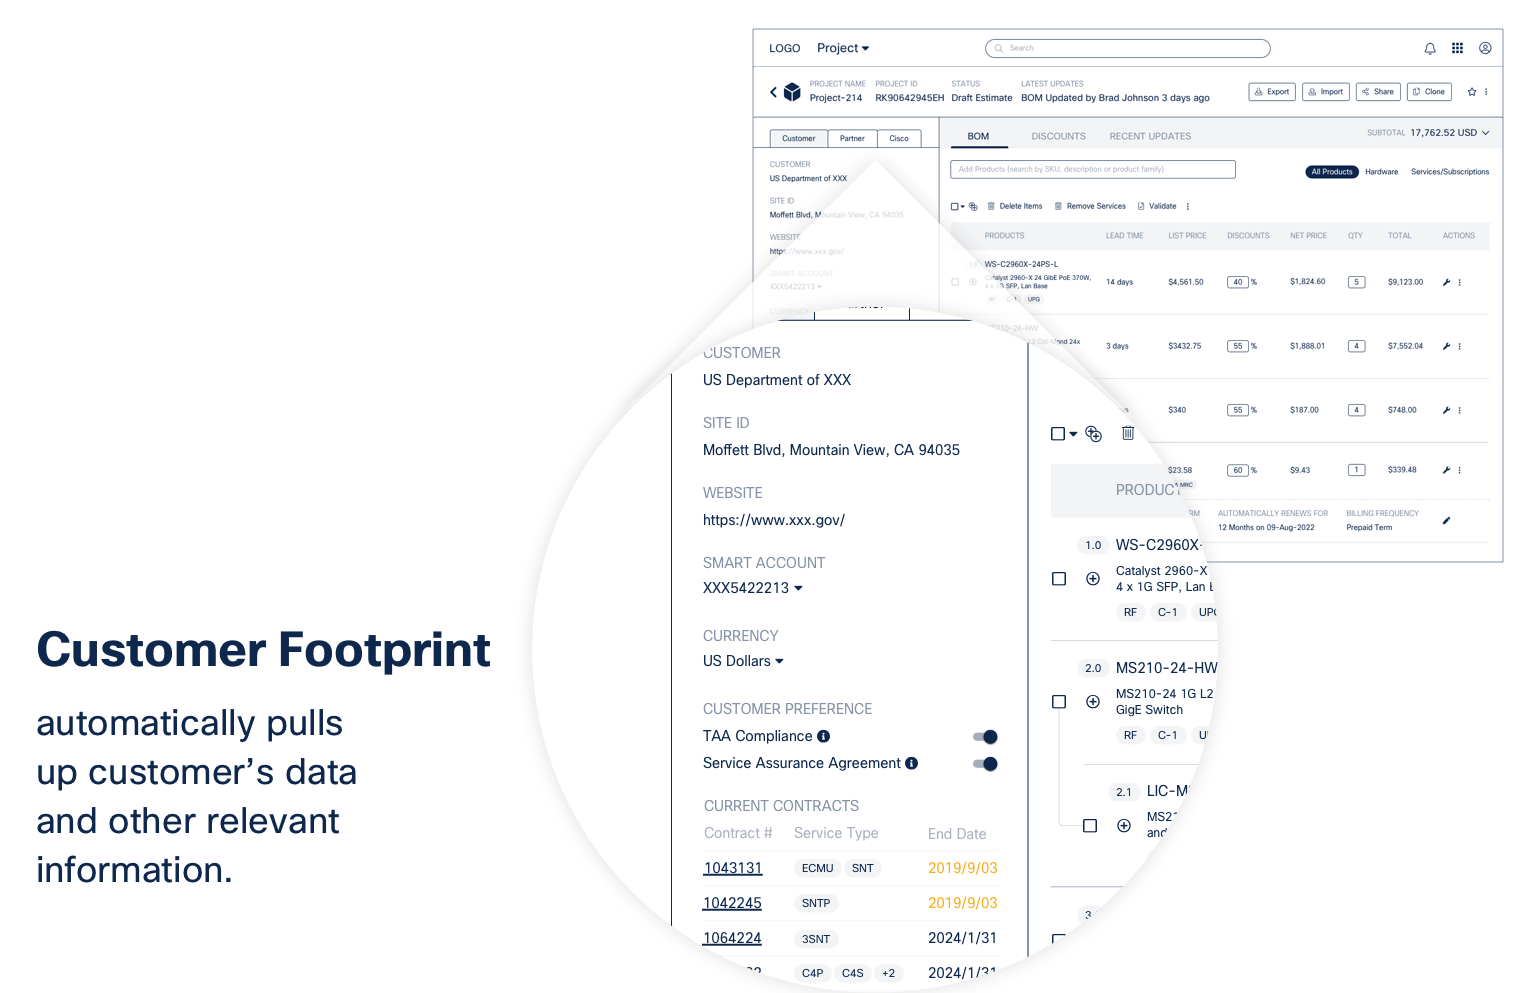 LOGO Project
Search
PROJECT NAME PROJECT ID STATUS LATEST UPDATES
Project-214 RK90642945EH Draft Estimate BOM Updated by Brad Johnson 3 days ago
Export Import Share Clone
Customer Partner Cisco
BOM DISCOUNTS RECENT UPDATES
SUBTOTAL 17,762.52 USD
CUSTOMER
US Department of XXX
SITE ID
Moffett Blvd, Mountain View, CA 94035
WEBSITE
https://www.xxx.gov/
SMART ACCOUNT
XXX5422213
CURRENCY
Add Products (search by SKU, description or product family)
All Products Hardware Services/Subscriptions
Delete Items Remove Services Validate
PRODUCTS LEAD TIME LIST PRICE DISCOUNTS NET PRICE QTY TOTAL ACTIONS
1.0 WS-C2960X-24PS-L
Catalyst 2960-X 24 GibE PoE 370W,
4 x 1G SFP, Lan Base
RF C-1 UPG
14 days $4,561.50 40 % $1,824.60 5 $9,123.00
MS210-24-HW
3 days $3432.75 55 % $1,888.01 4 $7,552.04
$340 55 % $187.00 4 $748.00
$23.58 60 % $9.43 1 $339.48
MRC
AUTOMATICALLY RENEWS FOR BILLING FREQUENCY
12 Months on 09-Aug-2022 Prepaid Term
CUSTOMER
US Department of XXX
SITE ID
Moffett Blvd, Mountain View, CA 94035
WEBSITE
https://www.xxx.gov/
SMART ACCOUNT
XXX5422213
CURRENCY
US Dollars
CUSTOMER PREFERENCE
TAA Compliance
Service Assurance Agreement
CURRENT CONTRACTS
Contract # Service Type End Date
1043131 ECMU SNT 2019/9/03
1042245 SNTP 2019/9/03
1064224 3SNT 2024/1/31
C4P C4S +2 2024/1/31
PRODUCT
1.0 WS-C2960X-
Catalyst 2960-X
4 x 1G SFP, Lan
RF C-1 UPG
2.0 MS210-24-HW
MS210-24 1G L2
GigE Switch
RF C-1
2.1 LIC-M
MS21
and
3
Customer Footprint
automatically pulls
up customer's data
and other relevant
information.